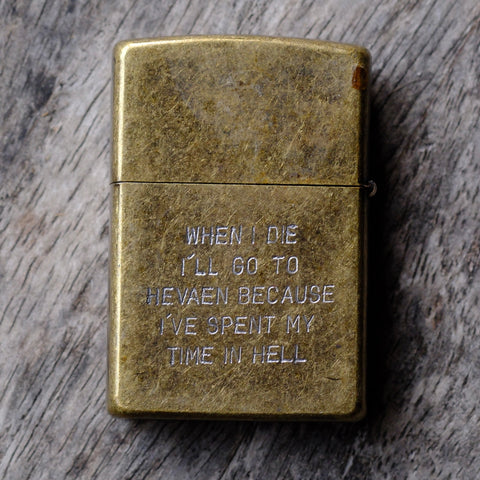 WHEN I DIE
I'LL GO TO
HEVAEN BECAUSE
I'VE SPENT MY
TIME IN HELL